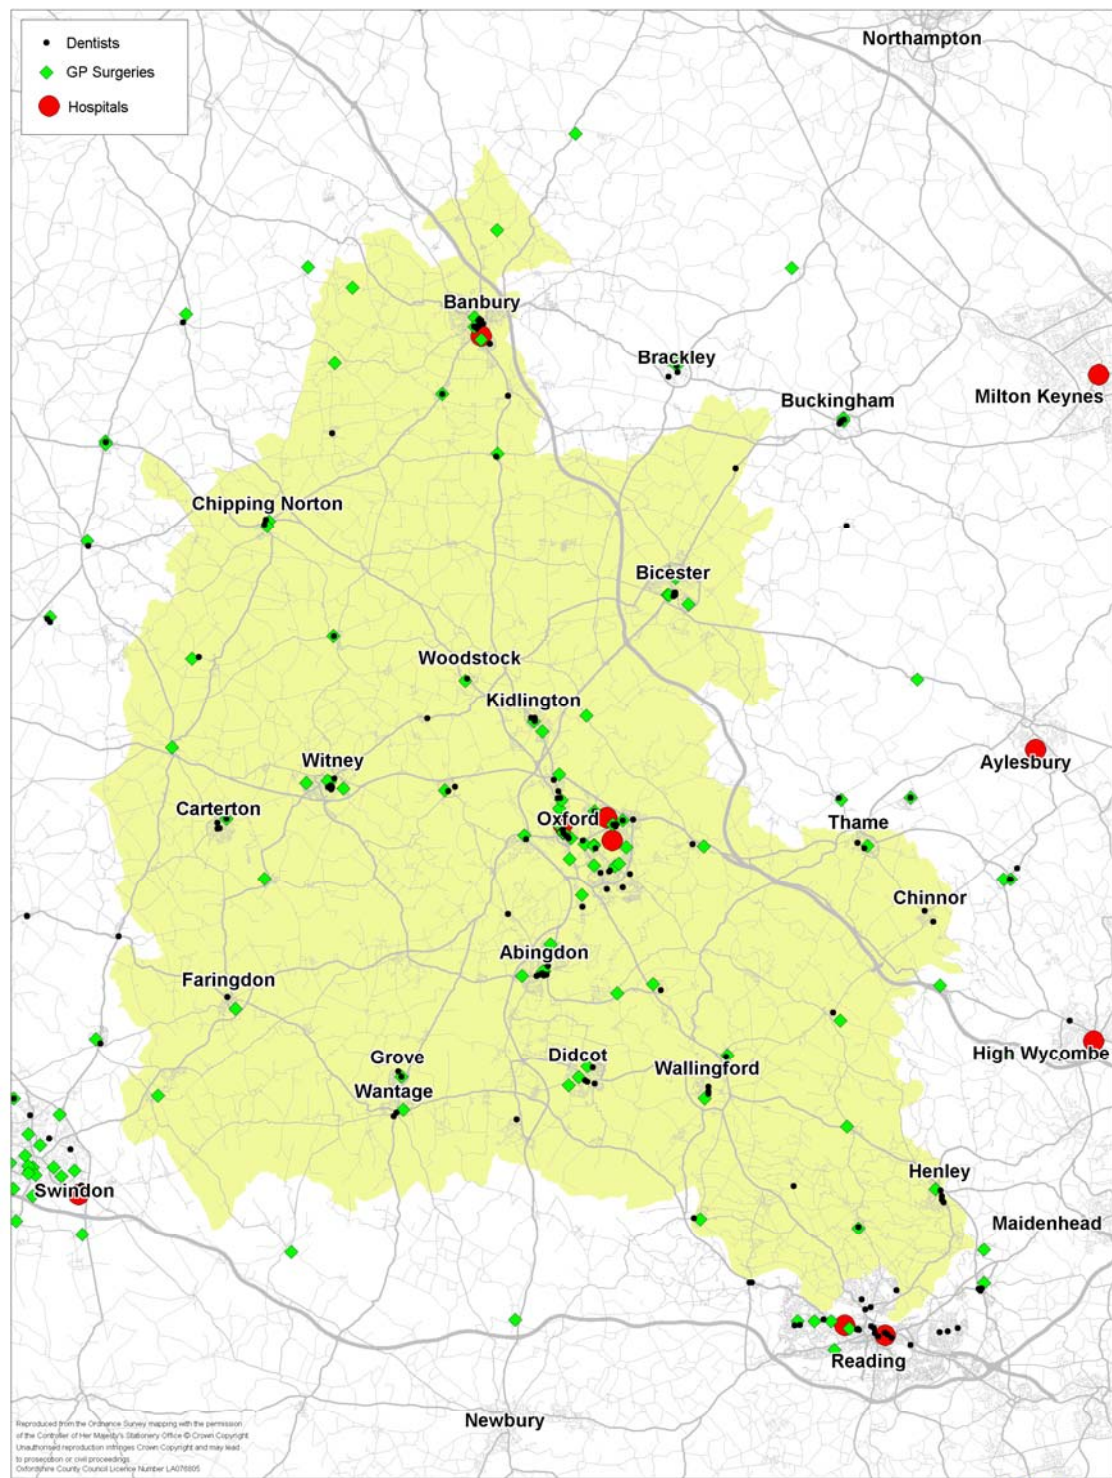 Dentists
GP Surgeries
Hospitals
Northampton
Banbury
Brackley
Milton Keynes
Buckingham
Chipping Norton
Bicester
Woodstock
Kidlington
Aylesbury
Witney
Carterton
Oxford
Thame
Chinnor
Abingdon
Faringdon
High Wycombe
Grove
Didcot
Wallingford
Wantage
Henley
Swindon
Maidenhead
Reading
Newbury
Reproduced from the Ordnance Survey mapping with the permission
of the Controller of Her Majesty's Stationery Office © Crown Copyright
Unauthorised reproduction infringes Crown Copyright and may lead
to prosecution or civil proceedings
Oxfordshire County Council Licence Number LA076805